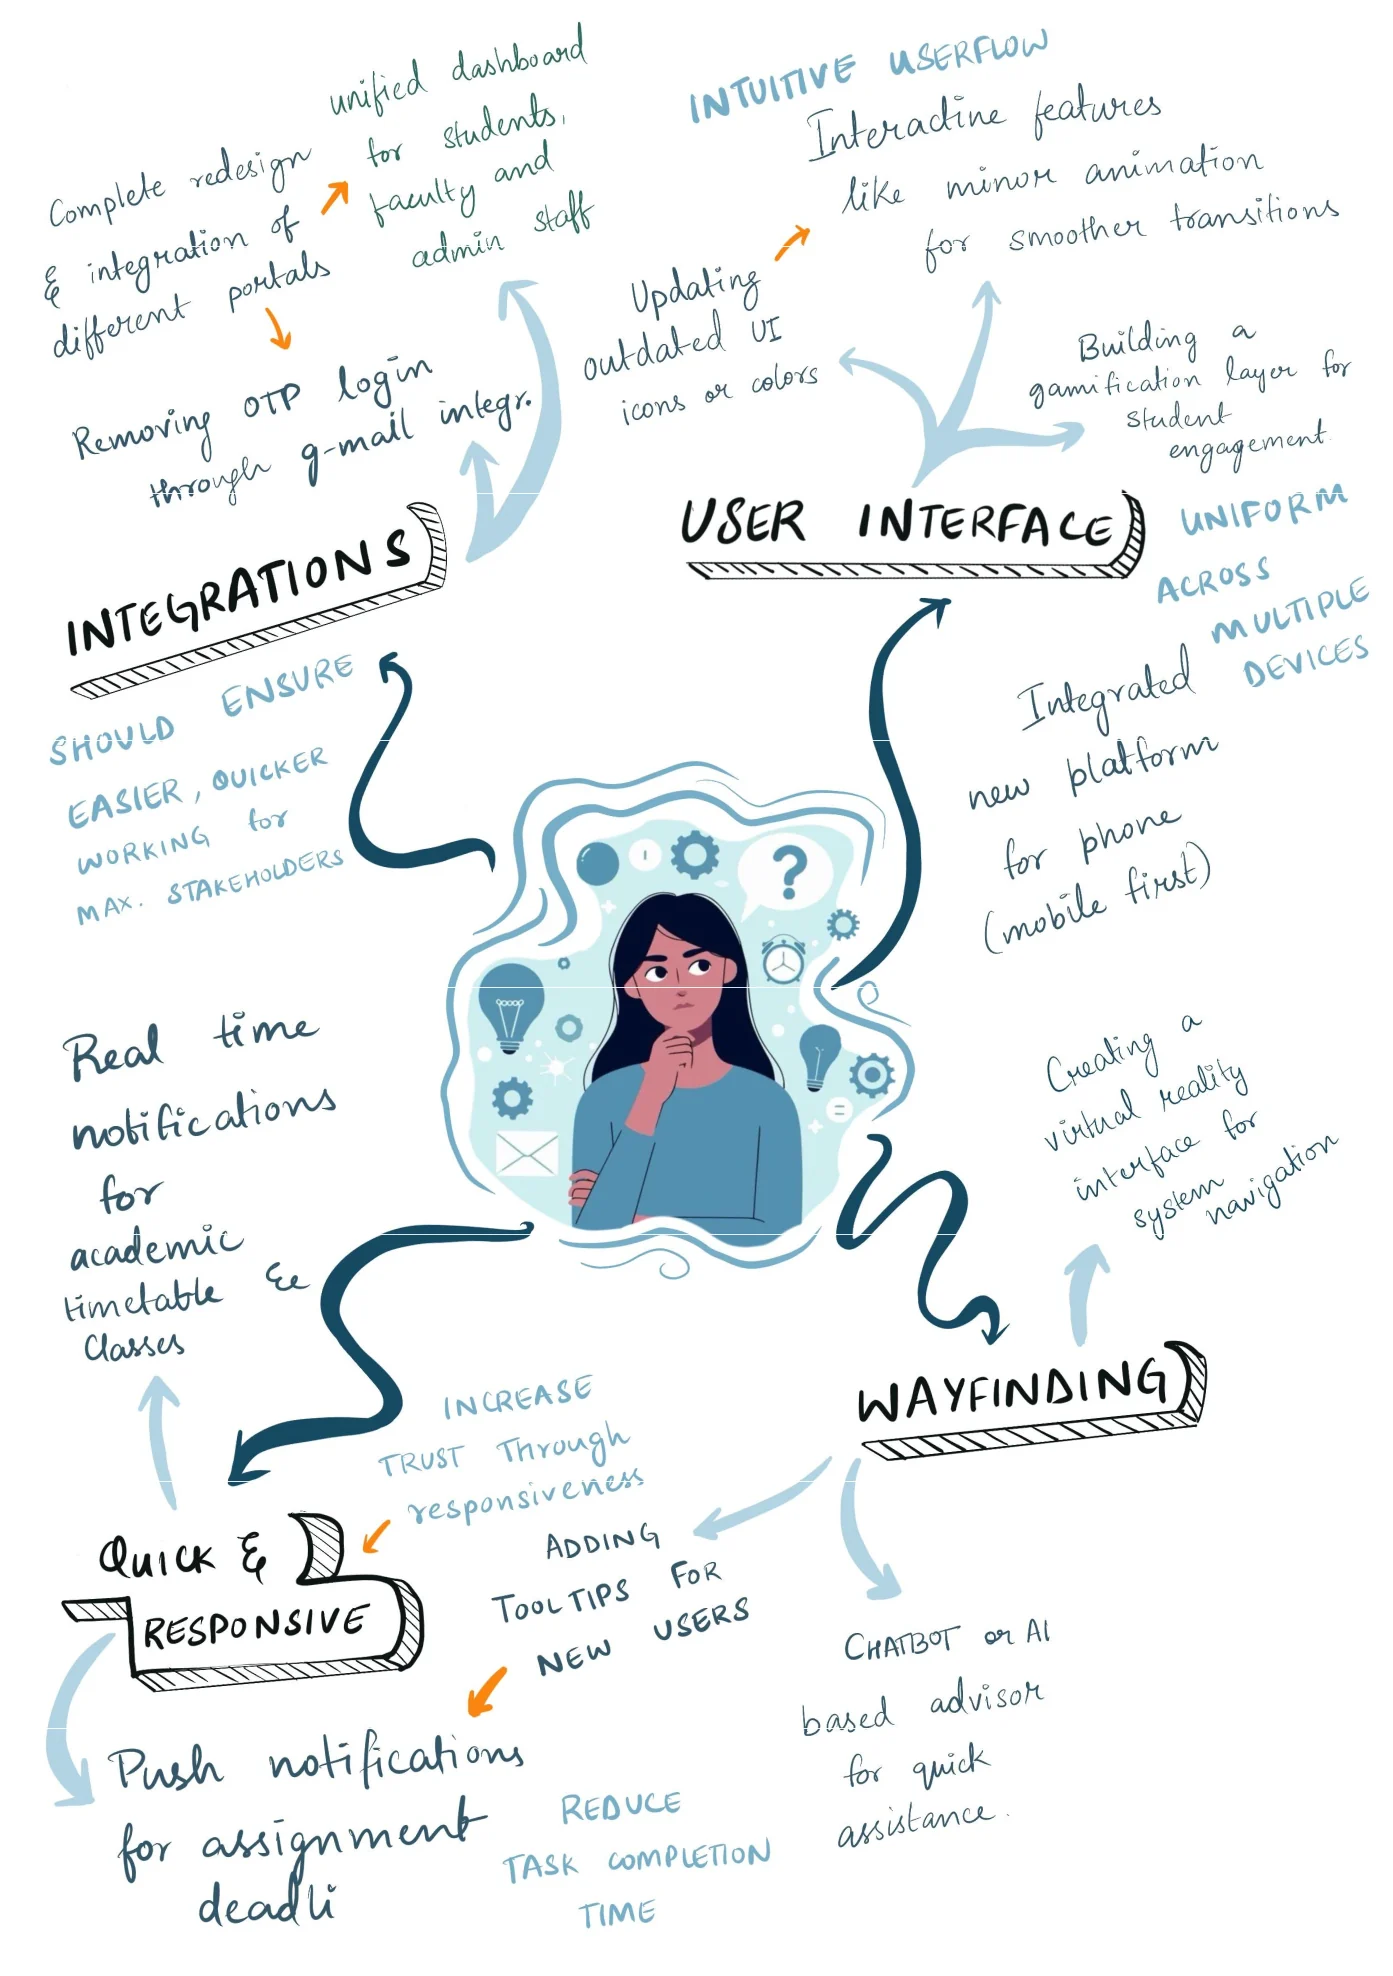 Complete redesign
& integration of
different portals
unified dashboard
for students,
faculty and
admin staff
Removing OTP login
through g-mail integr.
INTEGRATIONS
SHOULD ENSURE
EASIER, QUICKER
WORKING for
MAX. STAKEHOLDERS
INTUITIVE USERFLOW
Interactine features
like minor animation
for smoother transitions
Updating
outdated UI
icons or colors
Building a
gamification layer for
student
engagement.
USER INTERFACE
UNIFORM
ACROSS
MULTIPLE
DEVICES
Integrated
new platform
for phone
(mobile first)
?
Real time
notifications
for
academic
timetable &
Classes
Creating a
virtual reality
interface for
system
navigation
WAYFINDING
INCREASE
TRUST Through
responsiveness
QUICK &
RESPONSIVE
ADDING
TOOLTIPS FOR
NEW USERS
CHATBOT or AI
based advisor
for quick
assistance.
Push notifications
for assignment
deadli
REDUCE
TASK COMPLETION
TIME